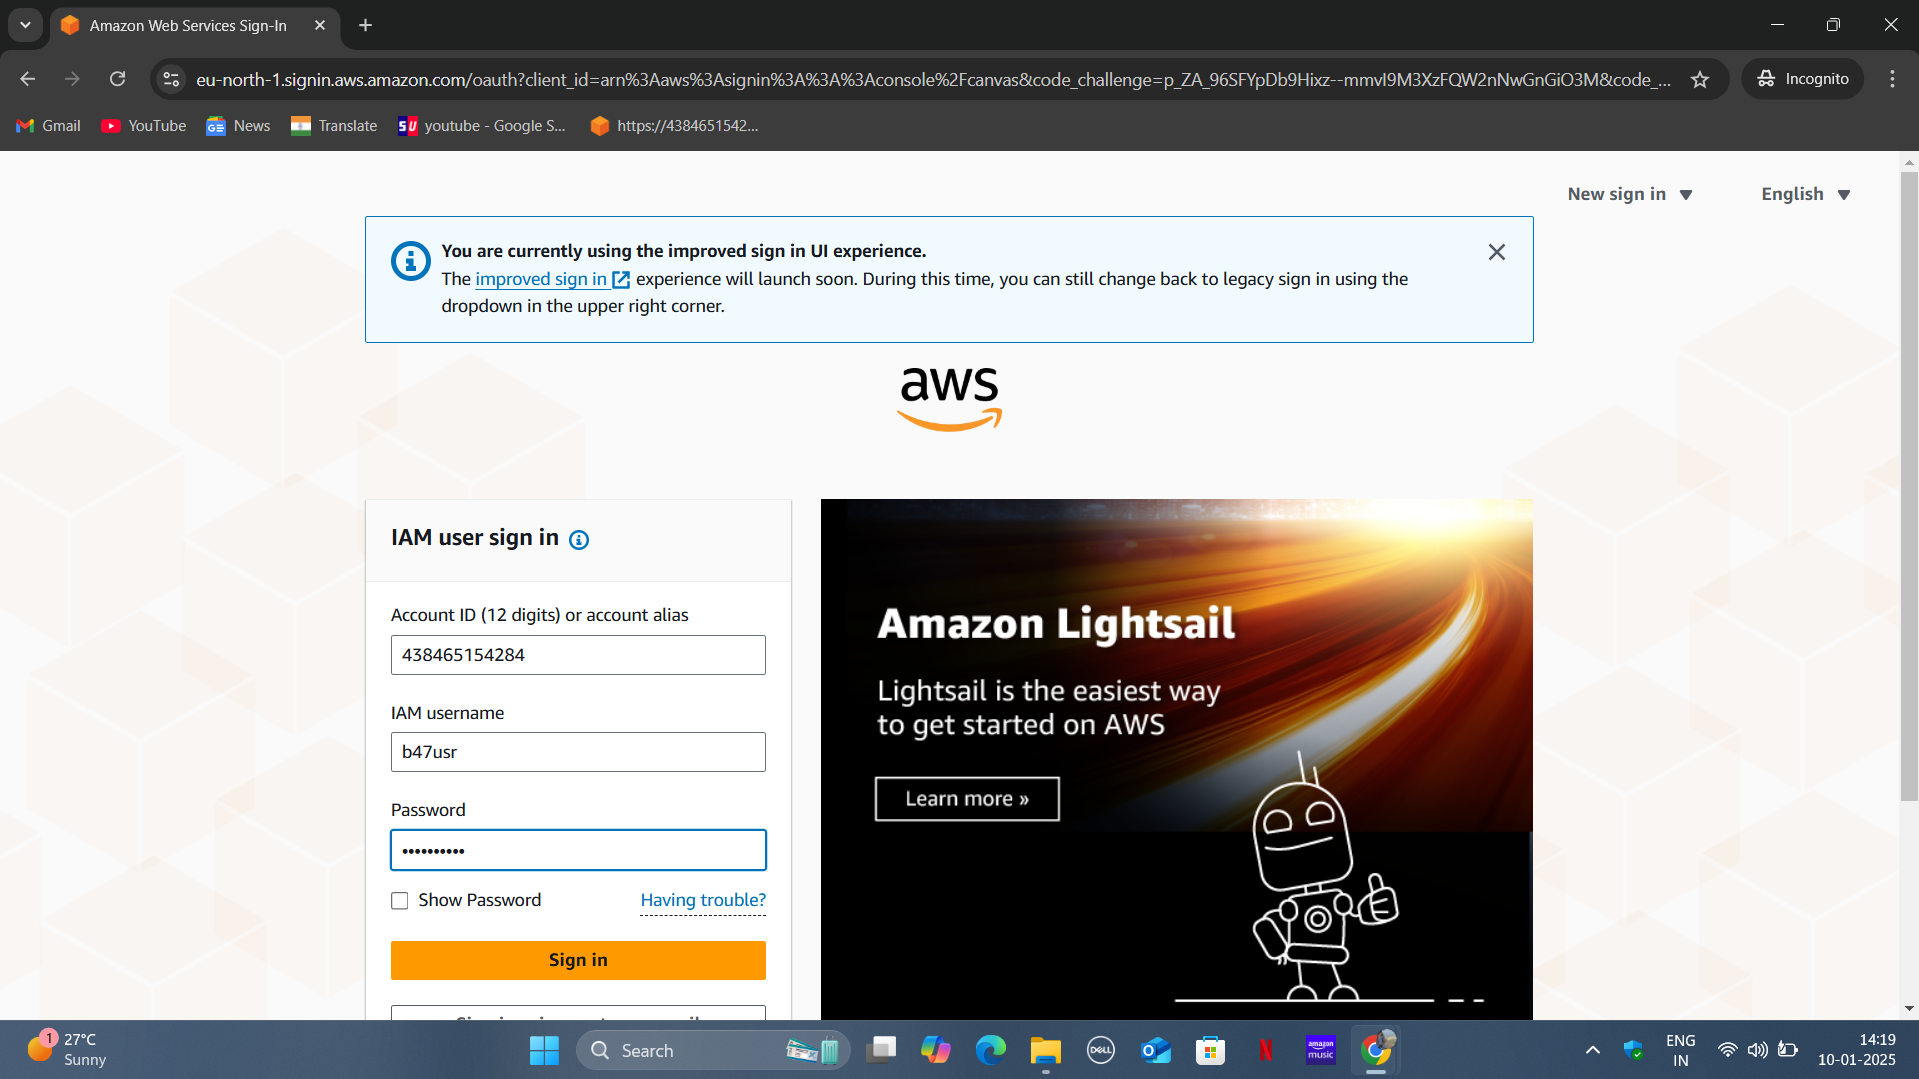 Amazon Web Services Sign-In
eu-north-1.signin.aws.amazon.com/oauth?client_id=arn%3Aaws%3Asignin%3A%3A%3Aconsole%2Fcanvas&code_challenge=p_ZA_96SFYpDb9Hixz--mmvI9M3XzFQW2nNwGnGiO3M&code_...
Incognito
Gmail
YouTube
News
Translate
SU
youtube - Google S...
https://4384651542...
New sign in
English
You are currently using the improved sign in UI experience.
The improved sign in experience will launch soon. During this time, you can still change back to legacy sign in using the
dropdown in the upper right corner.
aws
IAM user sign in
Account ID (12 digits) or account alias
438465154284
IAM username
b47usr
Password
••••••••••
Show Password
Having trouble?
Sign in
Amazon Lightsail
Lightsail is the easiest way
to get started on AWS
Learn more »
1
27°C
Sunny
Search
DELL
N
amazon
music
ENG
IN
14:19
10-01-2025